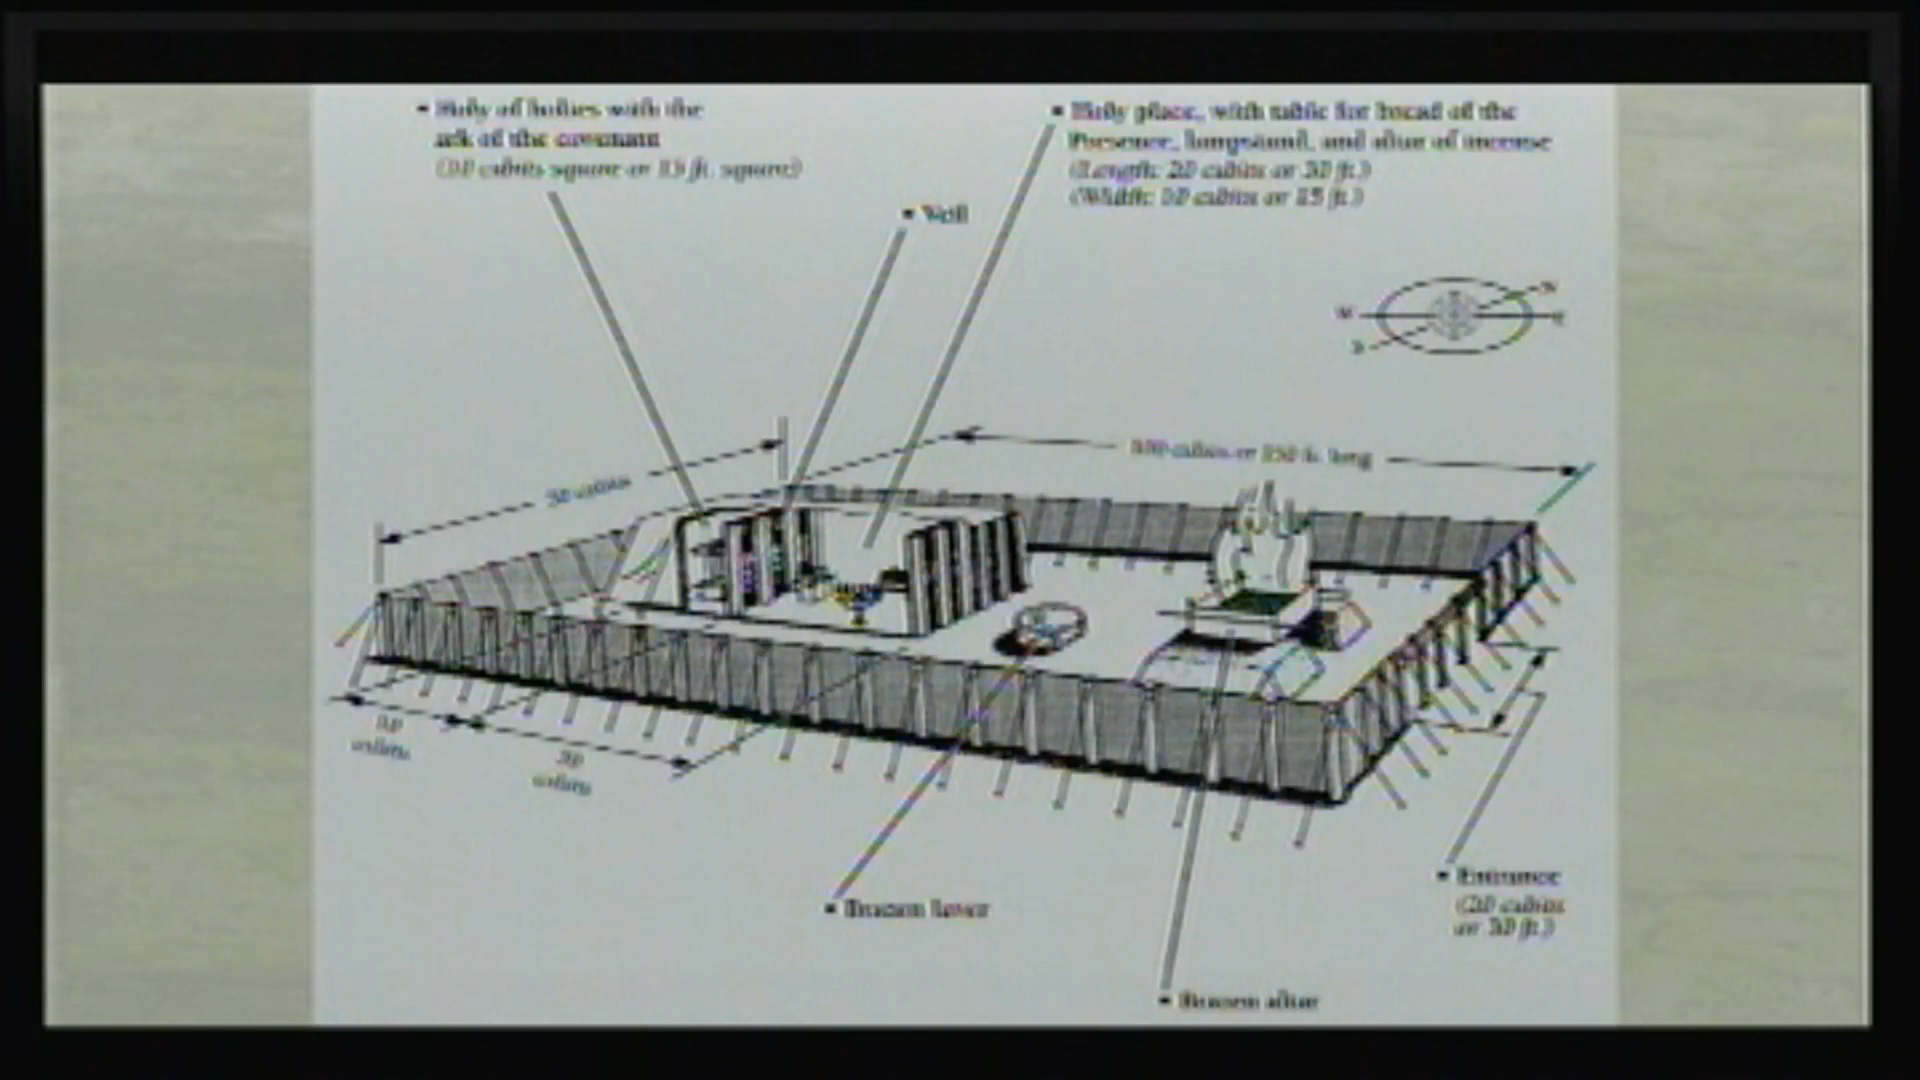 ▪ Holy of holies with the
ark of the covenant
(10 cubits square or 15 ft. square)
▪ Holy place, with table for bread of the
Presence, lampstand, and altar of incense
(Length: 20 cubits or 30 ft.)
(Width: 10 cubits or 15 ft.)
▪ Veil
N
W
E
S
100 cubits or 150 ft. long
50 cubits
10
cubits
20
cubits
▪ Brazen laver
▪ Entrance
(20 cubits
or 30 ft.)
▪ Brazen altar